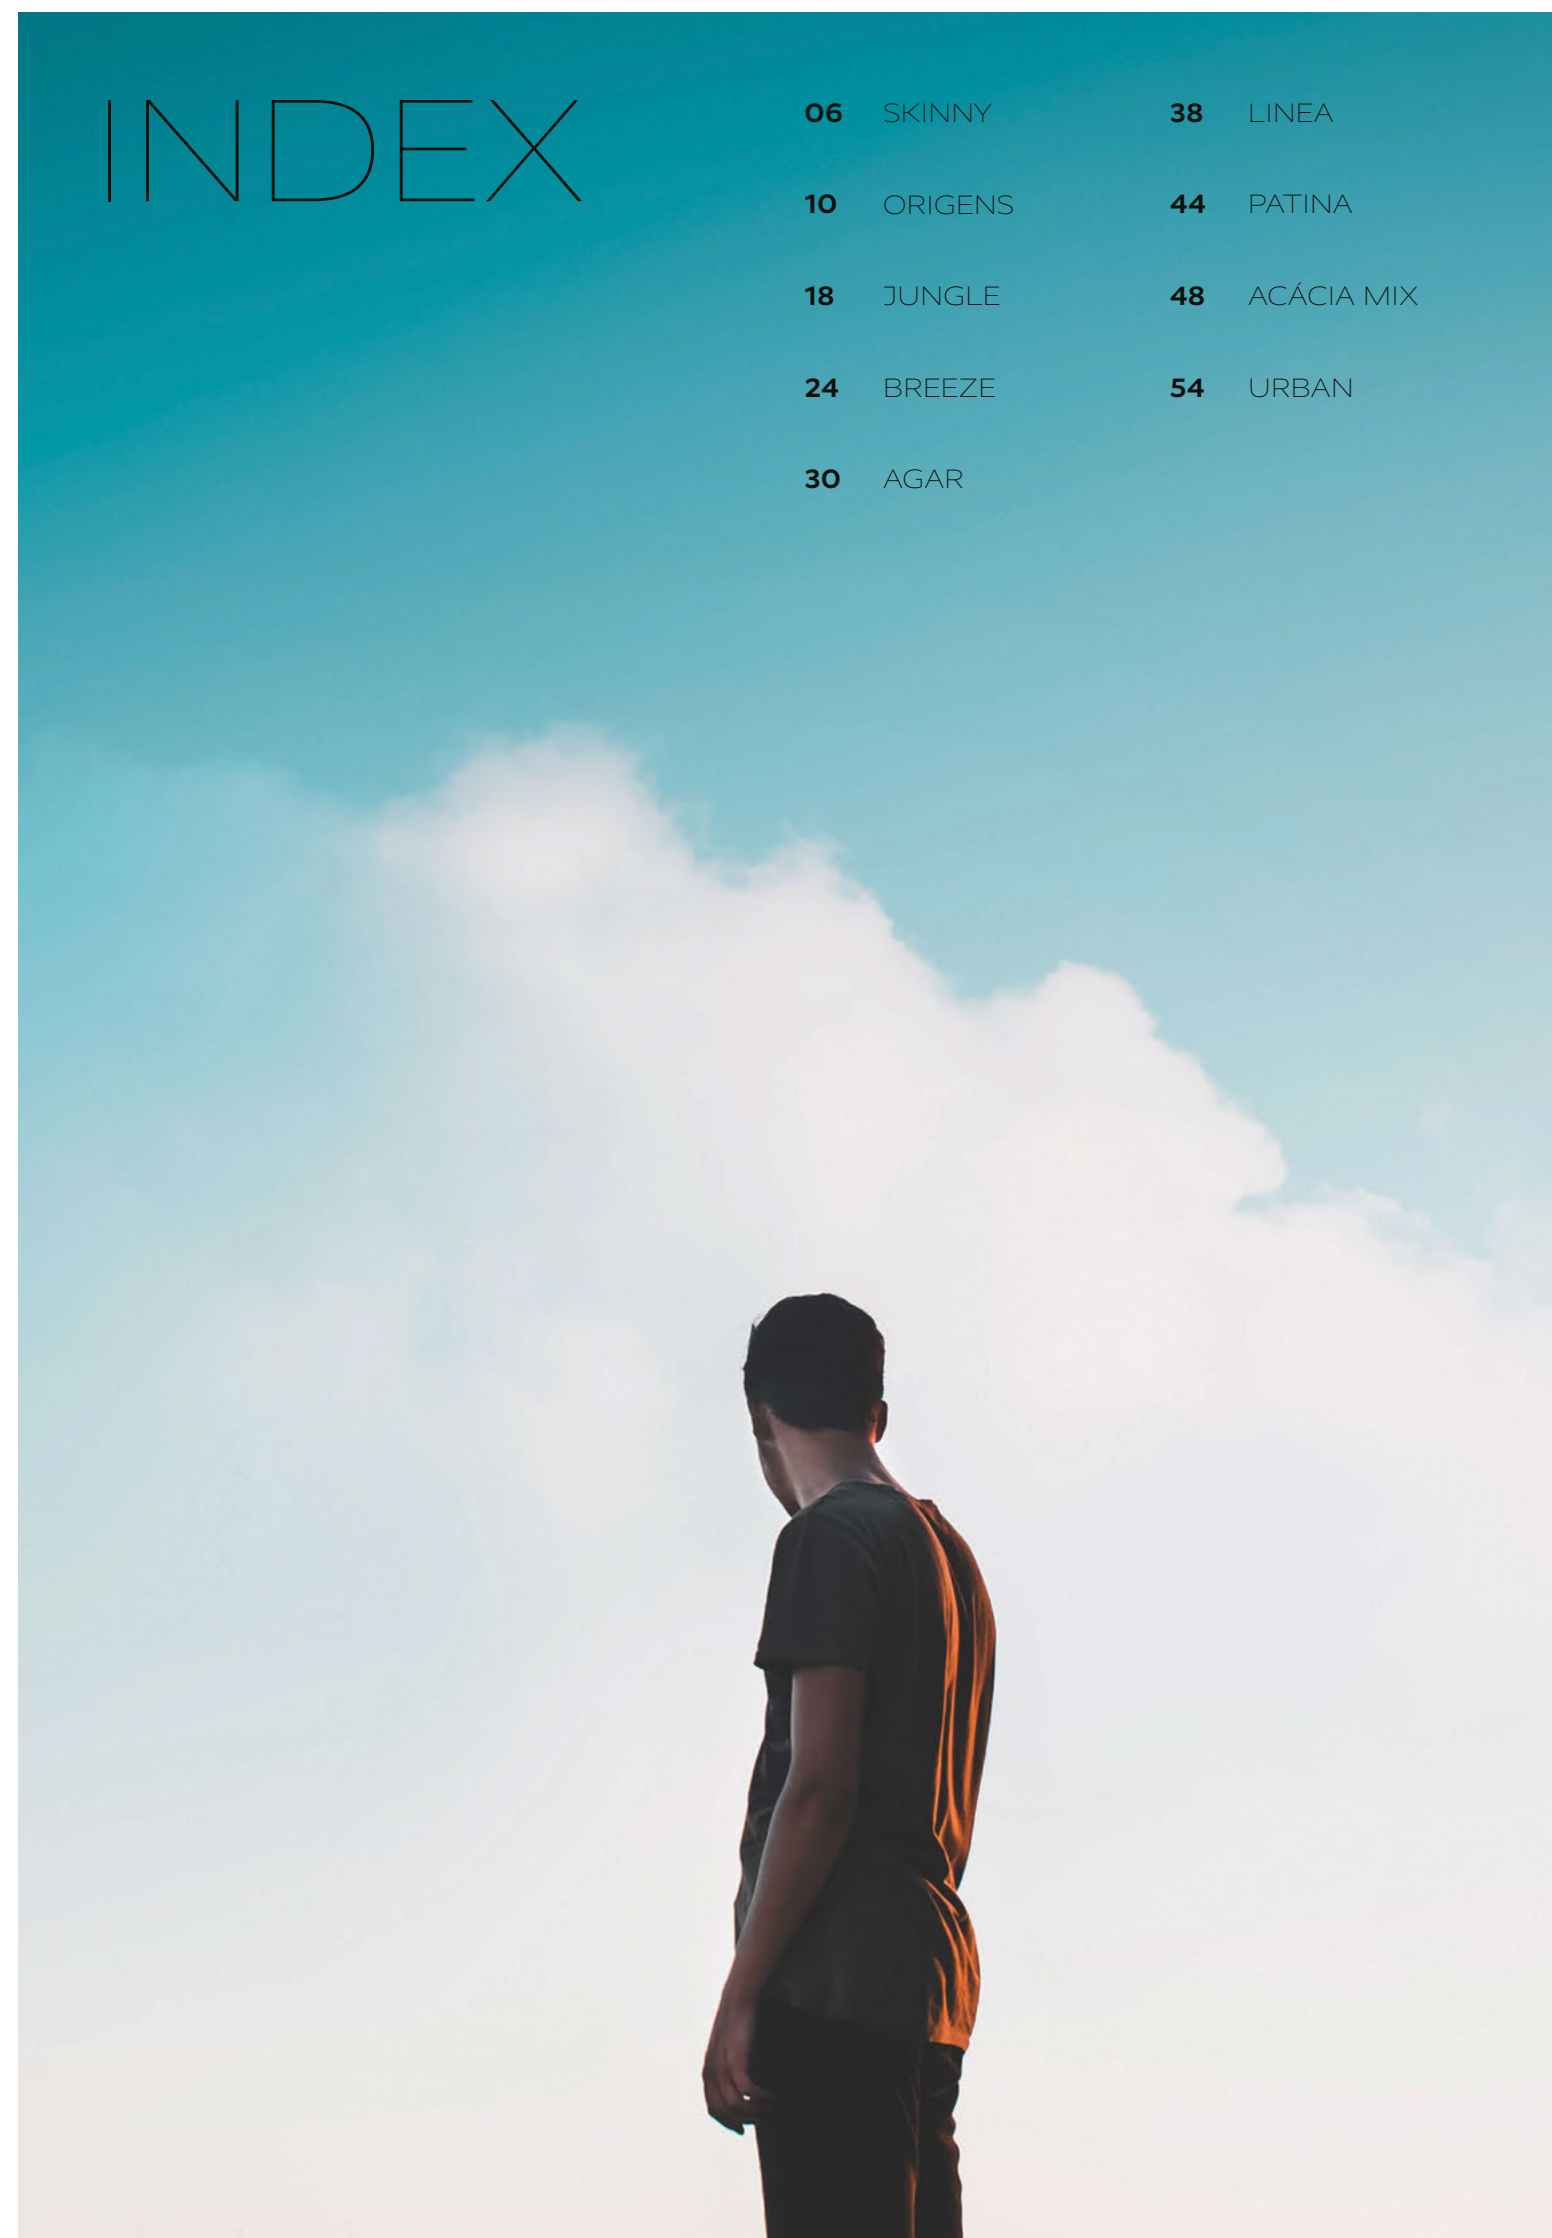 INDEX
06 SKINNY
10 ORIGENS
18 JUNGLE
24 BREEZE
30 AGAR
38 LINEA
44 PATINA
48 ACÁCIA MIX
54 URBAN